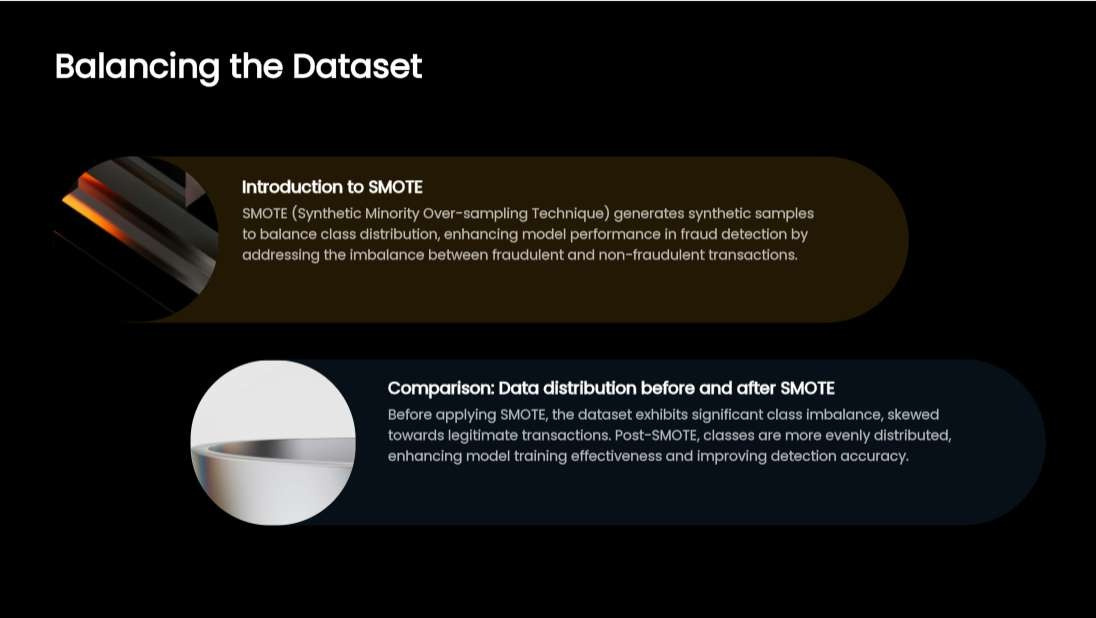 Balancing the Dataset
Introduction to SMOTE
SMOTE (Synthetic Minority Over-sampling Technique) generates synthetic samples
to balance class distribution, enhancing model performance in fraud detection by
addressing the imbalance between fraudulent and non-fraudulent transactions.
Comparison: Data distribution before and after SMOTE
Before applying SMOTE, the dataset exhibits significant class imbalance, skewed
towards legitimate transactions. Post-SMOTE, classes are more evenly distributed,
enhancing model training effectiveness and improving detection accuracy.